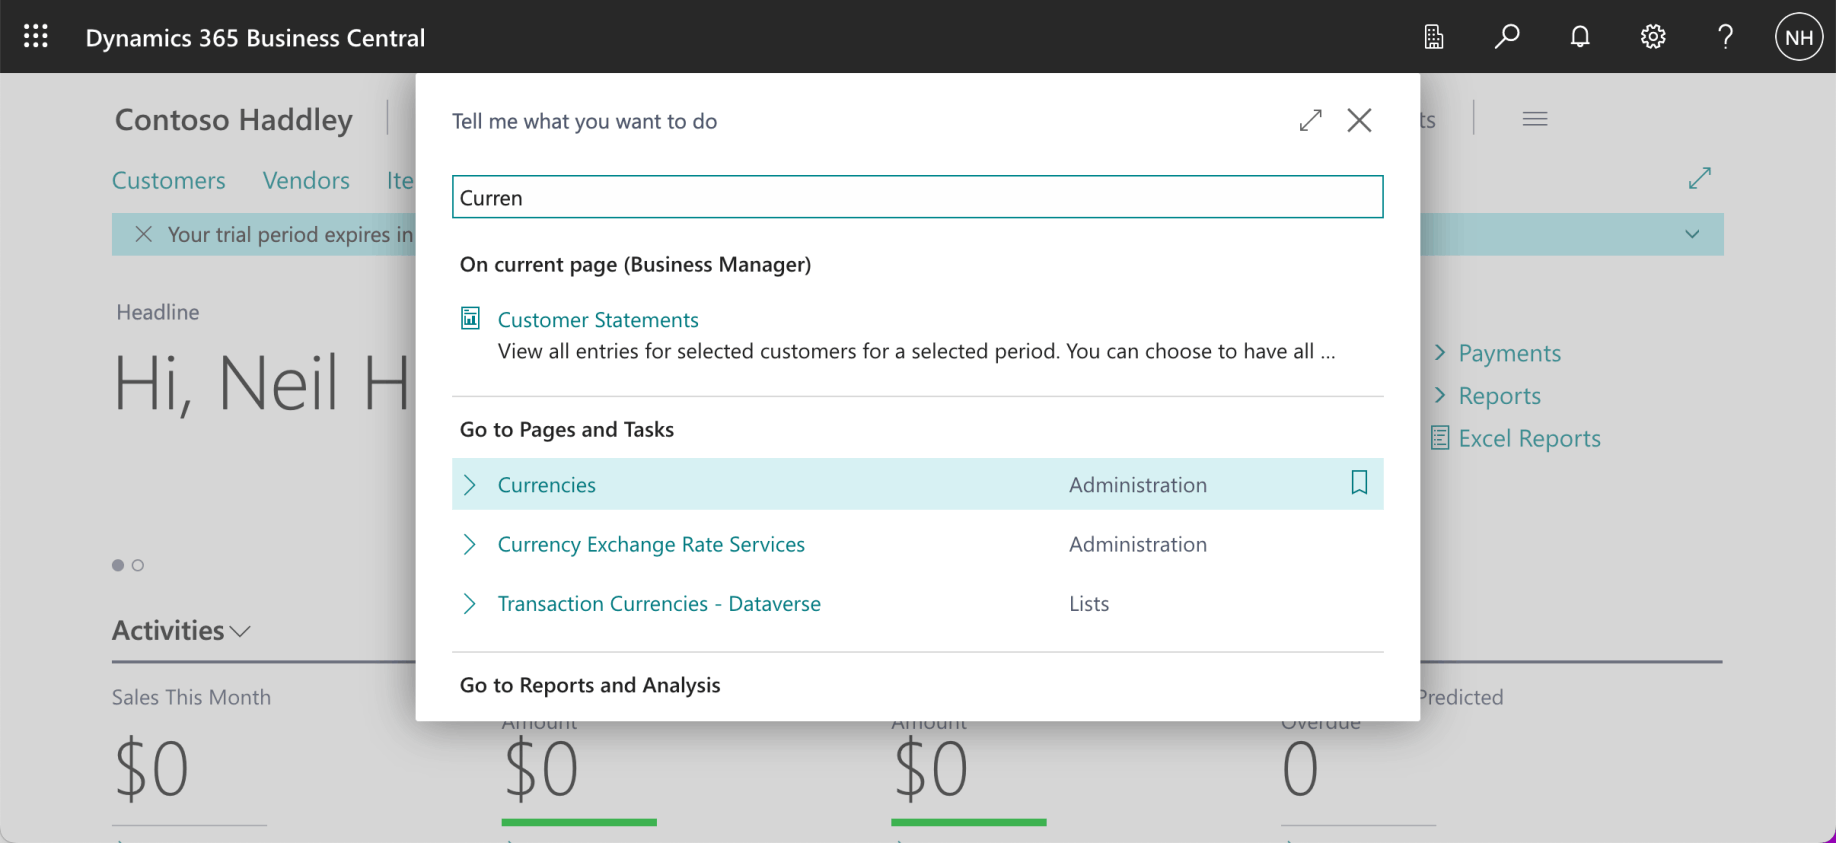 Dynamics 365 Business Central
NH
Contoso Haddley
ts
Customers Vendors Ite
Your trial period expires in
Headline
Hi, Neil H
Payments
Reports
Excel Reports
Tell me what you want to do
Curren
On current page (Business Manager)
Customer Statements
View all entries for selected customers for a selected period. You can choose to have all ...
Go to Pages and Tasks
Currencies Administration
Currency Exchange Rate Services Administration
Transaction Currencies - Dataverse Lists
Go to Reports and Analysis
Activities
Sales This Month
Predicted
Amount Amount Overdue
$0 $0 $0 0